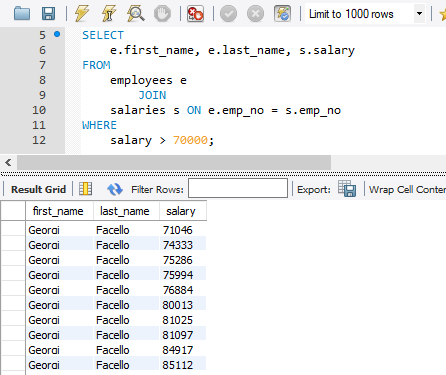 Limit to 1000 rows
5 SELECT
6 e.first_name, e.last_name, s.salary
7 FROM
8 employees e
9 JOIN
10 salaries s ON e.emp_no = s.emp_no
11 WHERE
12 salary > 70000;
Result Grid Filter Rows: Export: Wrap Cell Conter
first_name last_name salary
Georgi Facello 71046
Georgi Facello 74333
Georgi Facello 75286
Georgi Facello 75994
Georgi Facello 76884
Georgi Facello 80013
Georgi Facello 81025
Georgi Facello 81097
Georgi Facello 84917
Georgi Facello 85112